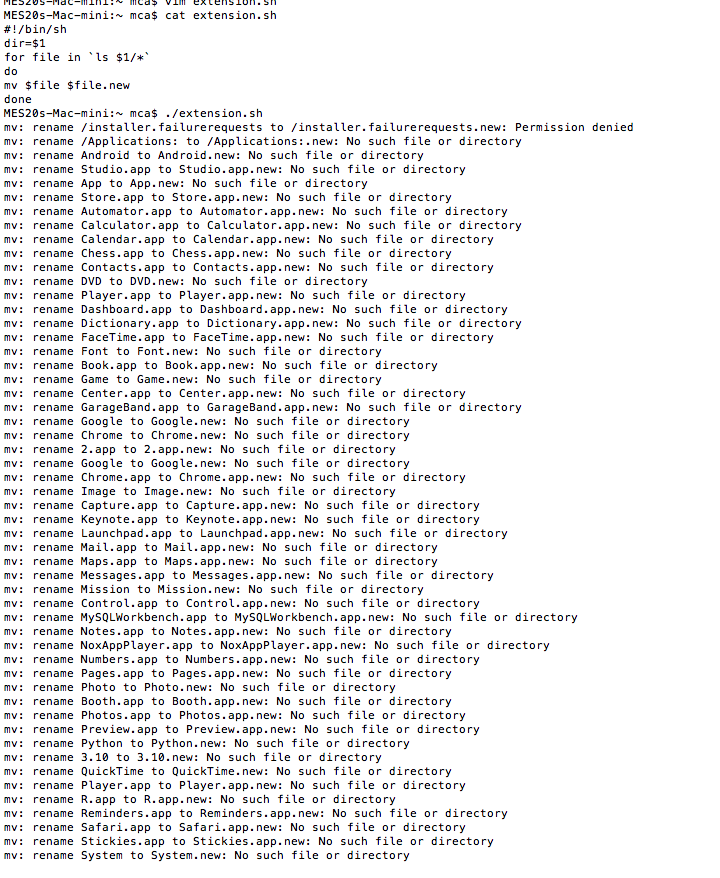 MES20s-Mac-mini:~ mca$ vim extension.sh
MES20s-Mac-mini:~ mca$ cat extension.sh
#!/bin/sh
dir=$1
for file in `ls $1/*`
do
mv $file $file.new
done
MES20s-Mac-mini:~ mca$ ./extension.sh
mv: rename /installer.failurerequests to /installer.failurerequests.new: Permission denied
mv: rename /Applications: to /Applications:.new: No such file or directory
mv: rename Android to Android.new: No such file or directory
mv: rename Studio.app to Studio.app.new: No such file or directory
mv: rename App to App.new: No such file or directory
mv: rename Store.app to Store.app.new: No such file or directory
mv: rename Automator.app to Automator.app.new: No such file or directory
mv: rename Calculator.app to Calculator.app.new: No such file or directory
mv: rename Calendar.app to Calendar.app.new: No such file or directory
mv: rename Chess.app to Chess.app.new: No such file or directory
mv: rename Contacts.app to Contacts.app.new: No such file or directory
mv: rename DVD to DVD.new: No such file or directory
mv: rename Player.app to Player.app.new: No such file or directory
mv: rename Dashboard.app to Dashboard.app.new: No such file or directory
mv: rename Dictionary.app to Dictionary.app.new: No such file or directory
mv: rename FaceTime.app to FaceTime.app.new: No such file or directory
mv: rename Font to Font.new: No such file or directory
mv: rename Book.app to Book.app.new: No such file or directory
mv: rename Game to Game.new: No such file or directory
mv: rename Center.app to Center.app.new: No such file or directory
mv: rename GarageBand.app to GarageBand.app.new: No such file or directory
mv: rename Google to Google.new: No such file or directory
mv: rename Chrome to Chrome.new: No such file or directory
mv: rename 2.app to 2.app.new: No such file or directory
mv: rename Google to Google.new: No such file or directory
mv: rename Chrome.app to Chrome.app.new: No such file or directory
mv: rename Image to Image.new: No such file or directory
mv: rename Capture.app to Capture.app.new: No such file or directory
mv: rename Keynote.app to Keynote.app.new: No such file or directory
mv: rename Launchpad.app to Launchpad.app.new: No such file or directory
mv: rename Mail.app to Mail.app.new: No such file or directory
mv: rename Maps.app to Maps.app.new: No such file or directory
mv: rename Messages.app to Messages.app.new: No such file or directory
mv: rename Mission to Mission.new: No such file or directory
mv: rename Control.app to Control.app.new: No such file or directory
mv: rename MySQLWorkbench.app to MySQLWorkbench.app.new: No such file or directory
mv: rename Notes.app to Notes.app.new: No such file or directory
mv: rename NoxAppPlayer.app to NoxAppPlayer.app.new: No such file or directory
mv: rename Numbers.app to Numbers.app.new: No such file or directory
mv: rename Pages.app to Pages.app.new: No such file or directory
mv: rename Photo to Photo.new: No such file or directory
mv: rename Booth.app to Booth.app.new: No such file or directory
mv: rename Photos.app to Photos.app.new: No such file or directory
mv: rename Preview.app to Preview.app.new: No such file or directory
mv: rename Python to Python.new: No such file or directory
mv: rename 3.10 to 3.10.new: No such file or directory
mv: rename QuickTime to QuickTime.new: No such file or directory
mv: rename Player.app to Player.app.new: No such file or directory
mv: rename R.app to R.app.new: No such file or directory
mv: rename Reminders.app to Reminders.app.new: No such file or directory
mv: rename Safari.app to Safari.app.new: No such file or directory
mv: rename Stickies.app to Stickies.app.new: No such file or directory
mv: rename System to System.new: No such file or directory